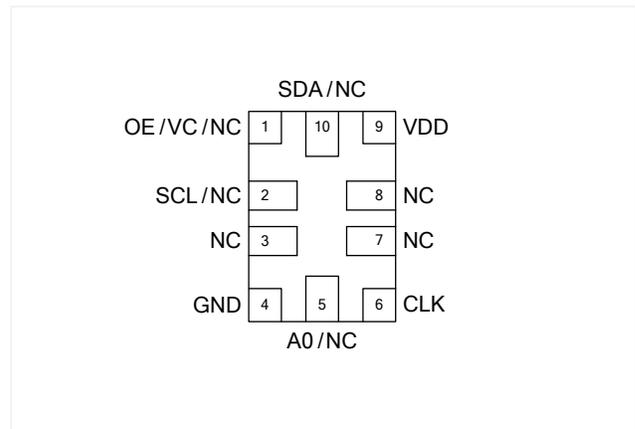 SDA/NC
OE/VC/NC 1 10 9 VDD
SCL/NC 2 8 NC
NC 3 7 NC
GND 4 5 6 CLK
A0/NC